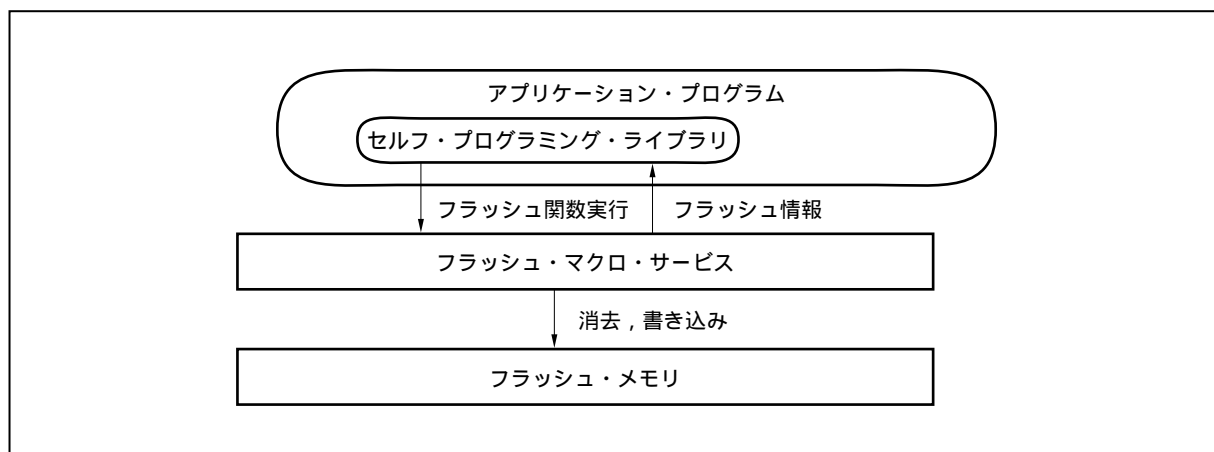 アプリケーション・プログラム
セルフ・プログラミング・ライブラリ
フラッシュ関数実行
フラッシュ情報
フラッシュ・マクロ・サービス
消去，書き込み
フラッシュ・メモリ